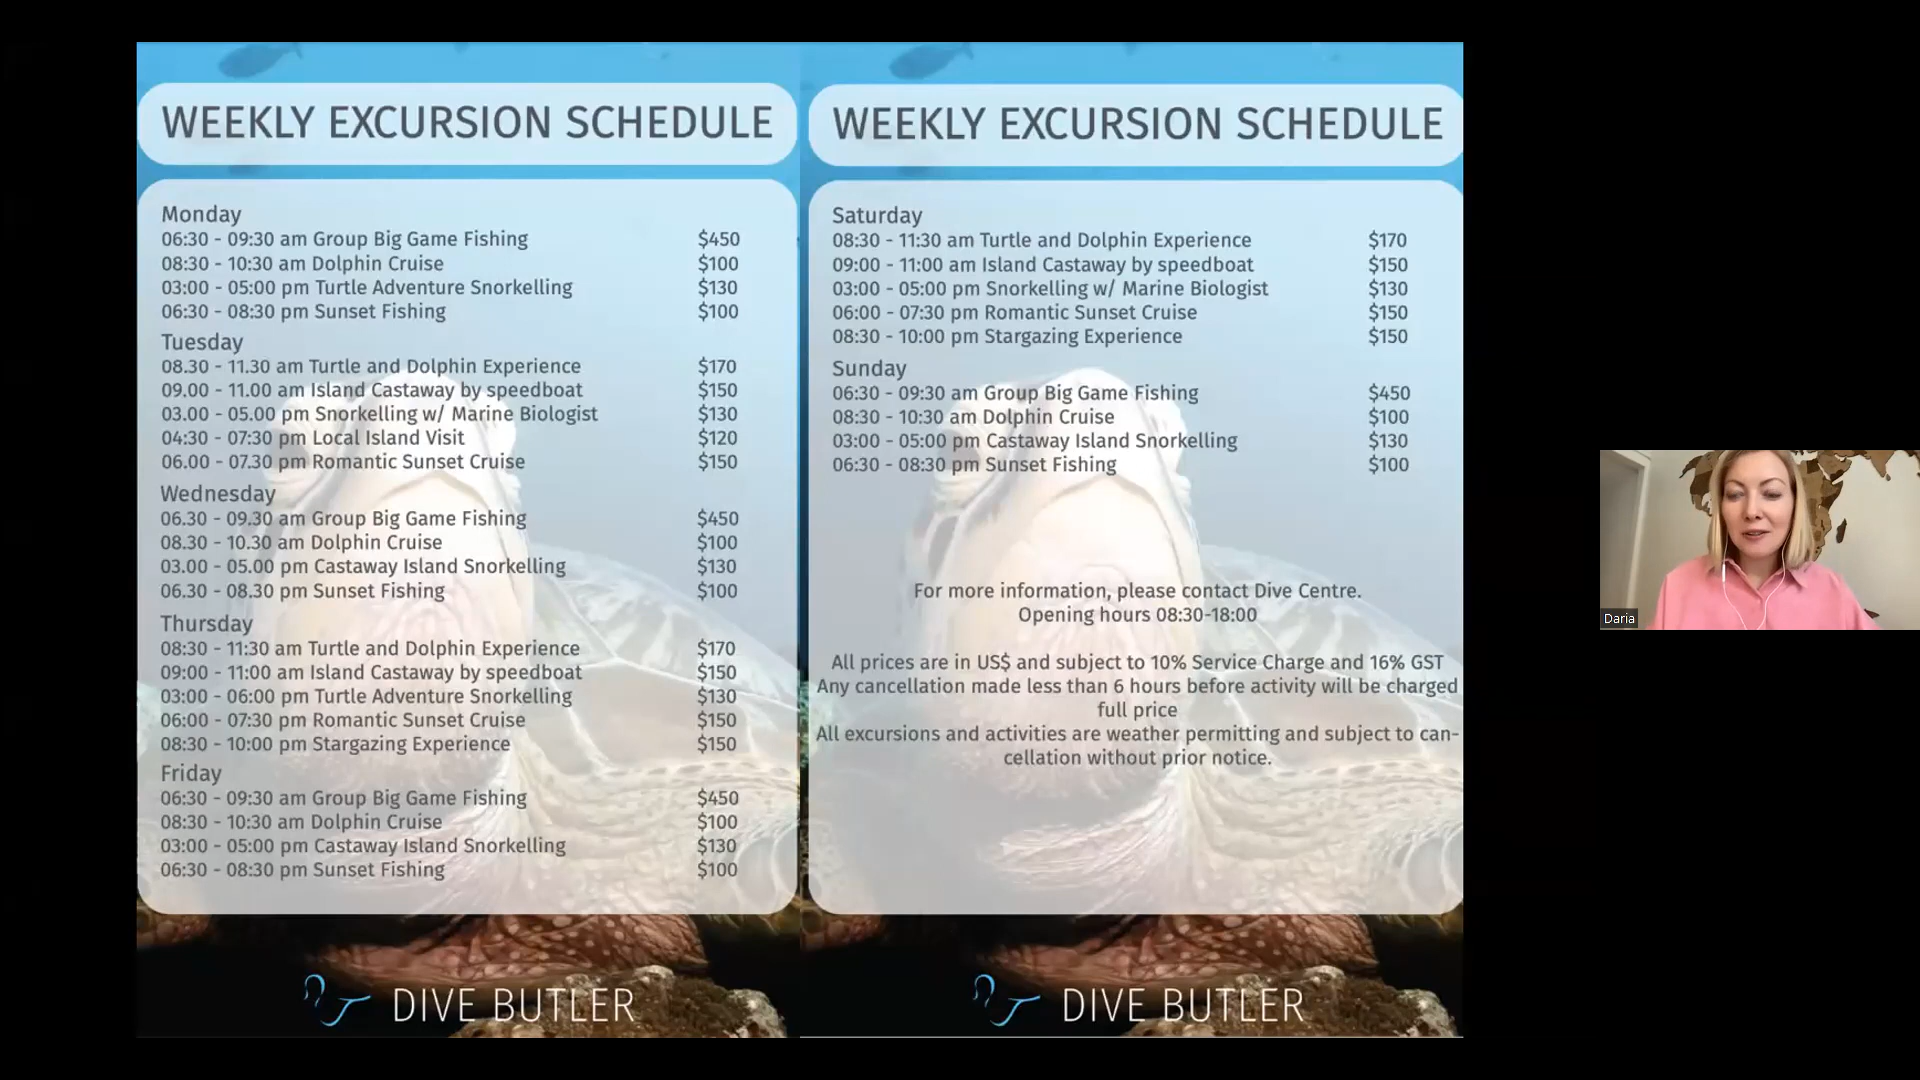 WEEKLY EXCURSION SCHEDULE
Monday
06:30 - 09:30 am Group Big Game Fishing $450
08:30 - 10:30 am Dolphin Cruise $100
03:00 - 05:00 pm Turtle Adventure Snorkelling $130
06:30 - 08:30 pm Sunset Fishing $100
Tuesday
08.30 - 11.30 am Turtle and Dolphin Experience $170
09.00 - 11.00 am Island Castaway by speedboat $150
03.00 - 05.00 pm Snorkelling w/ Marine Biologist $130
04:30 - 07:30 pm Local Island Visit $120
06.00 - 07.30 pm Romantic Sunset Cruise $150
Wednesday
06.30 - 09.30 am Group Big Game Fishing $450
08.30 - 10.30 am Dolphin Cruise $100
03.00 - 05.00 pm Castaway Island Snorkelling $130
06.30 - 08.30 pm Sunset Fishing $100
Thursday
08:30 - 11:30 am Turtle and Dolphin Experience $170
09:00 - 11:00 am Island Castaway by speedboat $150
03:00 - 06:00 pm Turtle Adventure Snorkelling $130
06:00 - 07:30 pm Romantic Sunset Cruise $150
08:30 - 10:00 pm Stargazing Experience $150
Friday
06:30 - 09:30 am Group Big Game Fishing $450
08:30 - 10:30 am Dolphin Cruise $100
03:00 - 05:00 pm Castaway Island Snorkelling $130
06:30 - 08:30 pm Sunset Fishing $100
DIVE BUTLER
WEEKLY EXCURSION SCHEDULE
Saturday
08:30 - 11:30 am Turtle and Dolphin Experience $170
09:00 - 11:00 am Island Castaway by speedboat $150
03:00 - 05:00 pm Snorkelling w/ Marine Biologist $130
06:00 - 07:30 pm Romantic Sunset Cruise $150
08:30 - 10:00 pm Stargazing Experience $150
Sunday
06:30 - 09:30 am Group Big Game Fishing $450
08:30 - 10:30 am Dolphin Cruise $100
03:00 - 05:00 pm Castaway Island Snorkelling $130
06:30 - 08:30 pm Sunset Fishing $100
For more information, please contact Dive Centre.
Opening hours 08:30-18:00
All prices are in US$ and subject to 10% Service Charge and 16% GST
Any cancellation made less than 6 hours before activity will be charged
full price
All excursions and activities are weather permitting and subject to can-
cellation without prior notice.
DIVE BUTLER
Daria